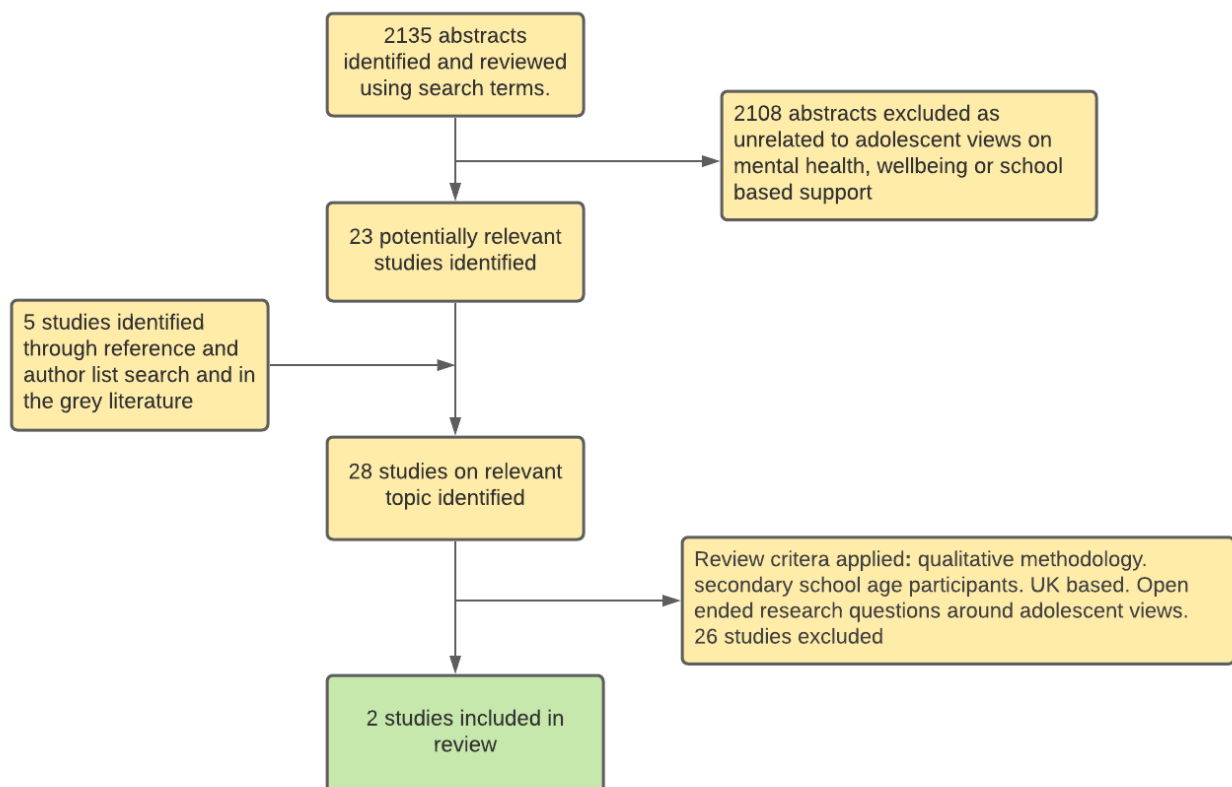 2135 abstracts
identified and reviewed
using search terms.
2108 abstracts excluded as
unrelated to adolescent views on
mental health, wellbeing or school
based support
23 potentially relevant
studies identified
5 studies identified
through reference and
author list search and in
the grey literature
28 studies on relevant
topic identified
Review critera applied: qualitative methodology.
secondary school age participants. UK based. Open
ended research questions around adolescent views.
26 studies excluded
2 studies included in
review